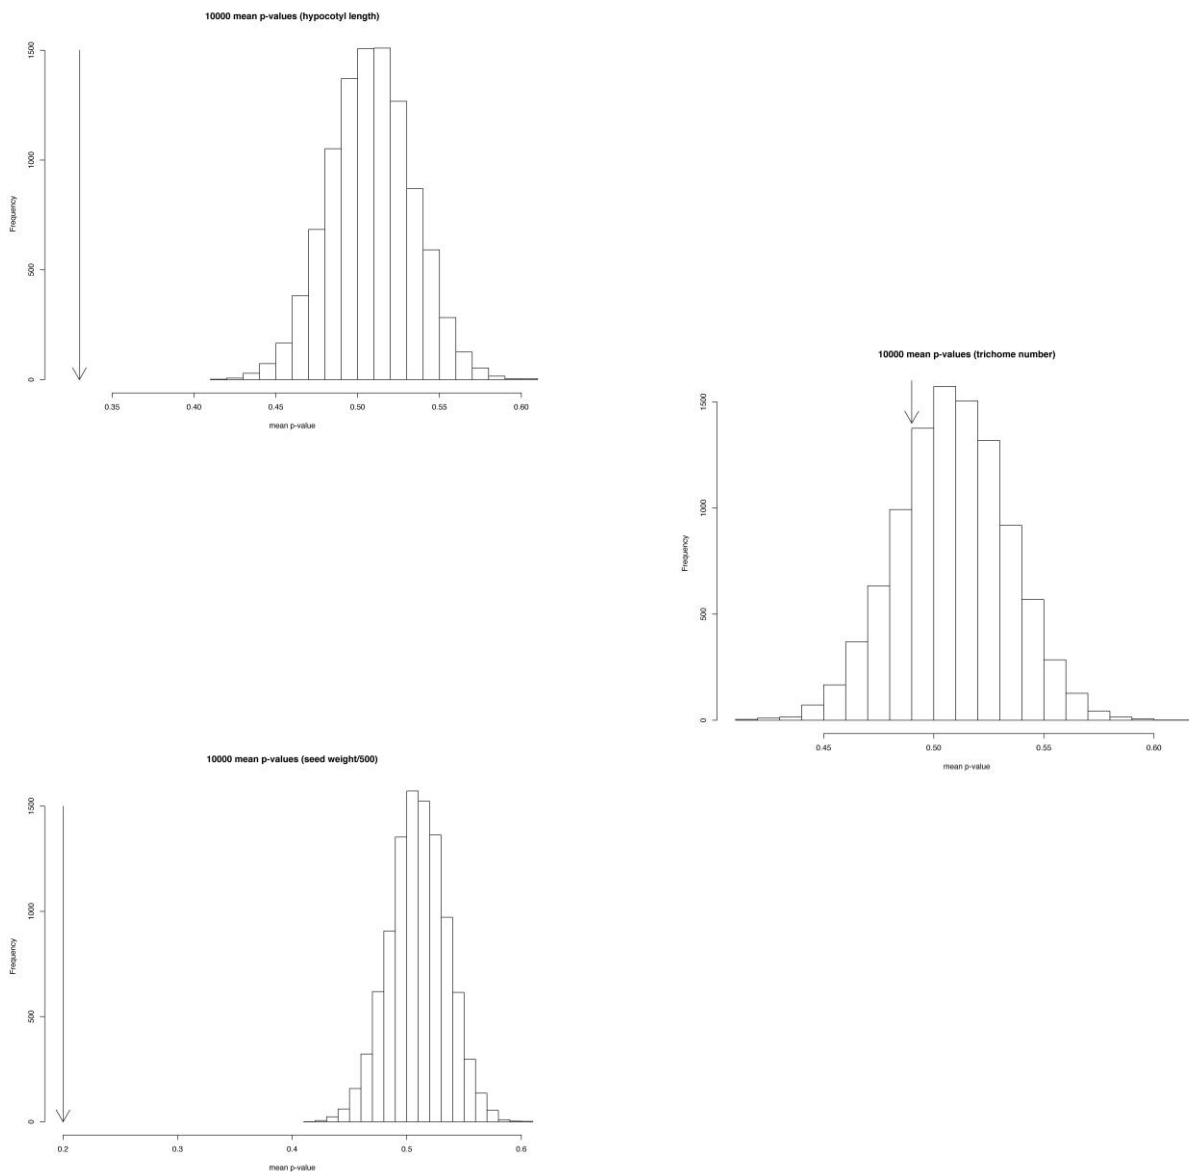 10000 mean p-values (hypocotyl length)
Frequency
1500
1000
500
0
0.35 0.40 0.45 0.50 0.55 0.60
mean p-value
10000 mean p-values (trichome number)
Frequency
1500
1000
500
0
0.45 0.50 0.55 0.60
mean p-value
10000 mean p-values (seed weight/500)
Frequency
1500
1000
500
0
0.2 0.3 0.4 0.5 0.6
mean p-value